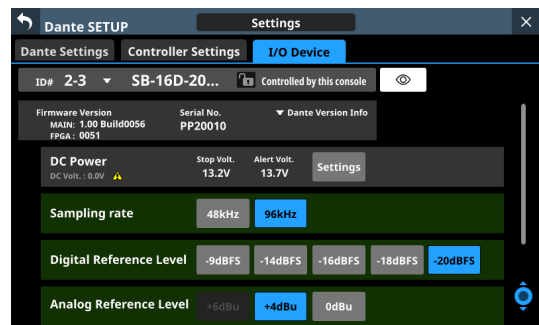 Dante SETUP
Settings
Dante Settings
Controller Settings
I/O Device
ID# 2-3 SB-16D-20... Controlled by this console
Firmware Version
MAIN: 1.00 Build0056
FPGA : 0051
Serial No.
PP20010
▼ Dante Version Info
DC Power
DC Volt. : 0.0V
Stop Volt.
13.2V
Alert Volt.
13.7V
Settings
Sampling rate
48kHz
96kHz
Digital Reference Level
-9dBFS
-14dBFS
-16dBFS
-18dBFS
-20dBFS
Analog Reference Level
+6dBu
+4dBu
0dBu